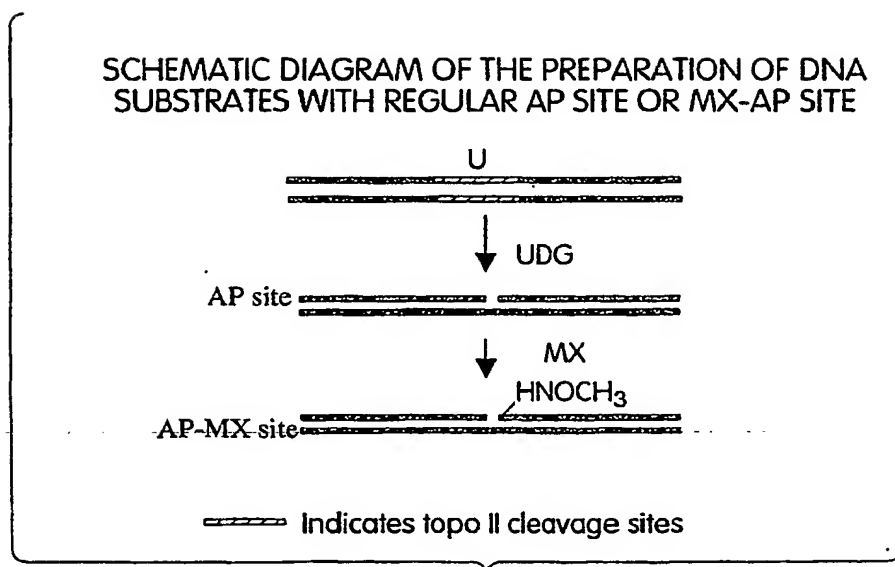 SCHEMATIC DIAGRAM OF THE PREPARATION OF DNA
SUBSTRATES WITH REGULAR AP SITE OR MX-AP SITE
U
UDG
AP site
MX
HNOCH3
AP-MX site
Indicates topo II cleavage sites